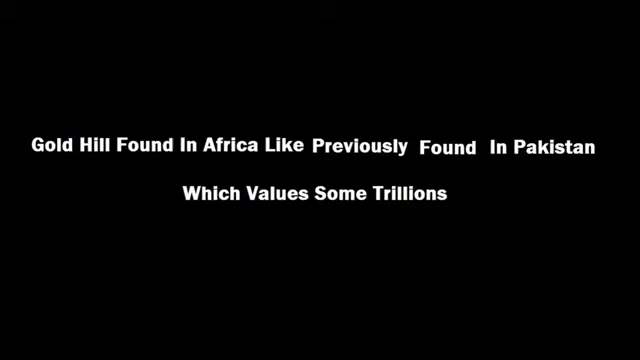 Gold Hill Found In Africa Like Previously Found In Pakistan
Which Values Some Trillions